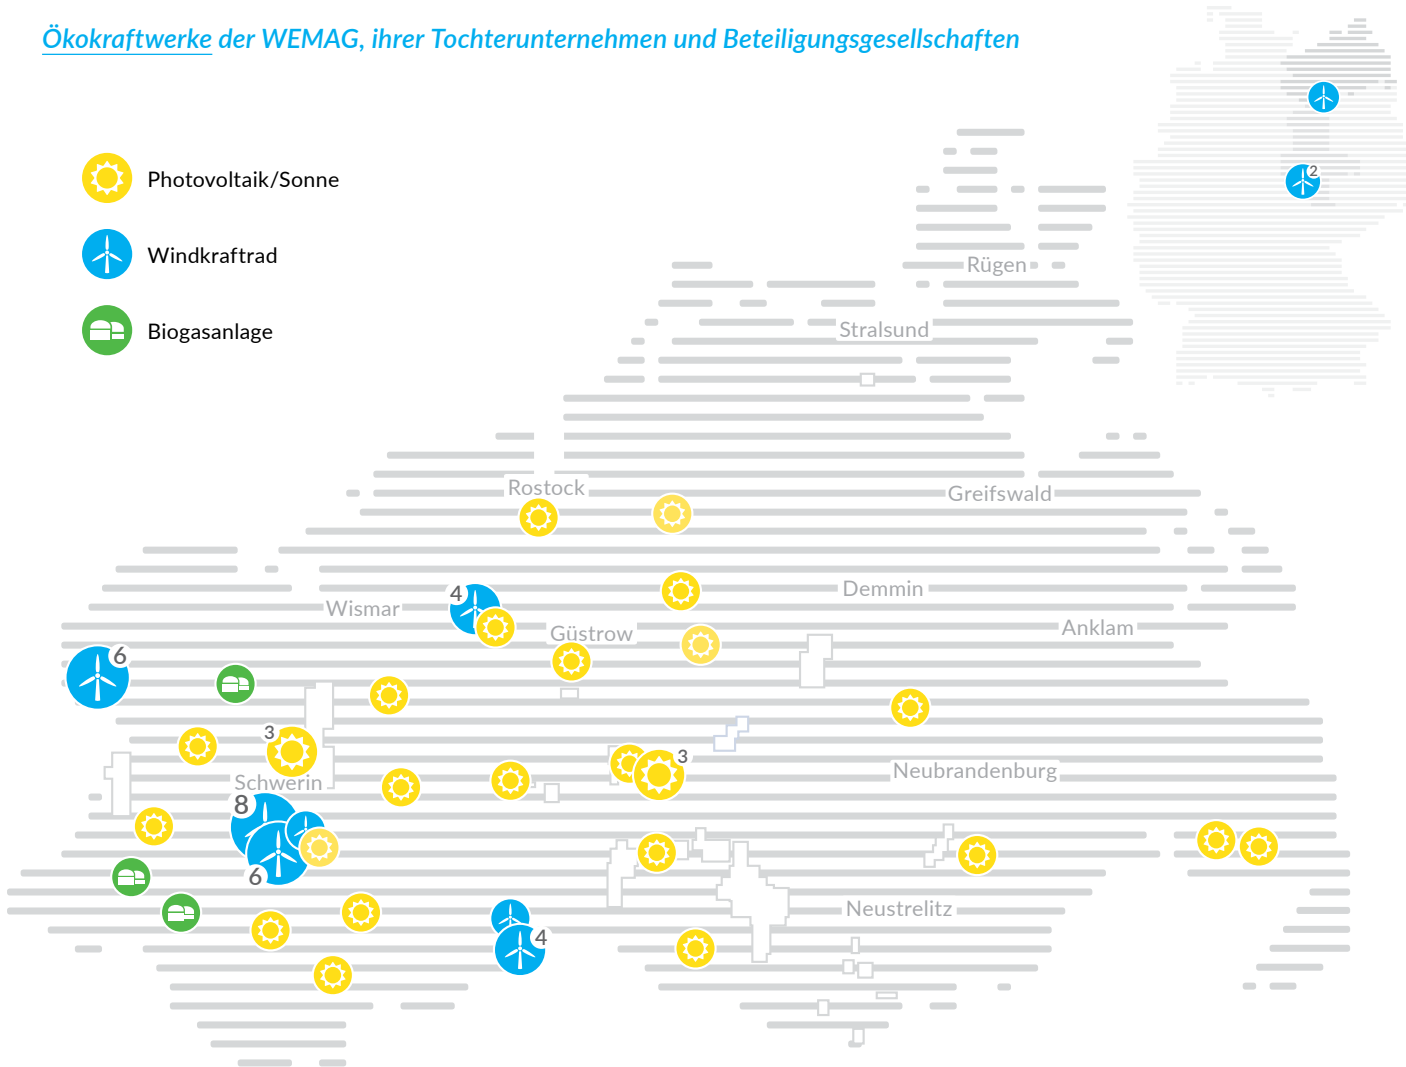 Ökokraftwerke der WEMAG, ihrer Tochterunternehmen und Beteiligungsgesellschaften
2
Photovoltaik/Sonne
Windkraftrad
Biogasanlage
Rügen
Stralsund
Rostock
Greifswald
4
Wismar
Demmin
Güstrow
Anklam
6
3
Schwerin
3
Neubrandenburg
8
6
Neustrelitz
4